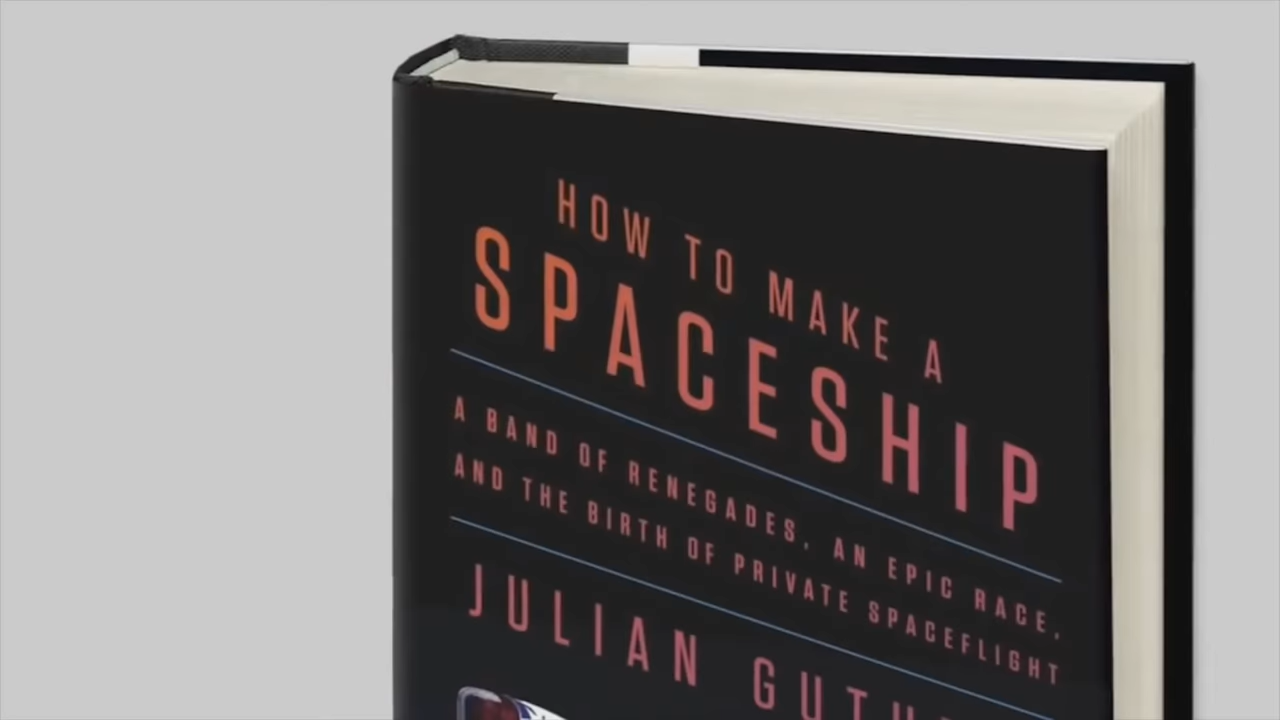 HOW TO MAKE A
SPACESHIP
A BAND OF RENEGADES, AN EPIC RACE,
AND THE BIRTH OF PRIVATE SPACEFLIGHT
JULIAN